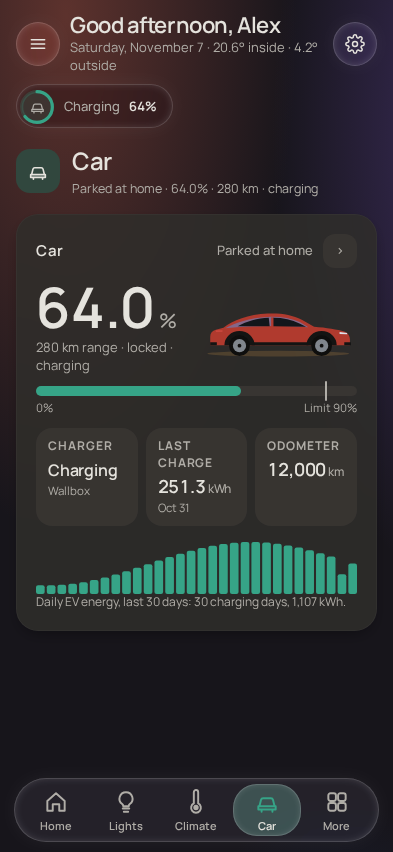 Good afternoon, Alex
Saturday, November 7 · 20.6° inside · 4.2°
outside
Charging 64%
Car
Parked at home · 64.0% · 280 km · charging
Car
Parked at home
64.0 %
280 km range · locked ·
charging
0%
Limit 90%
CHARGER
Charging
Wallbox
LAST
CHARGE
251.3 kWh
Oct 31
ODOMETER
12,000 km
Daily EV energy, last 30 days: 30 charging days, 1,107 kWh.
Home
Lights
Climate
Car
More